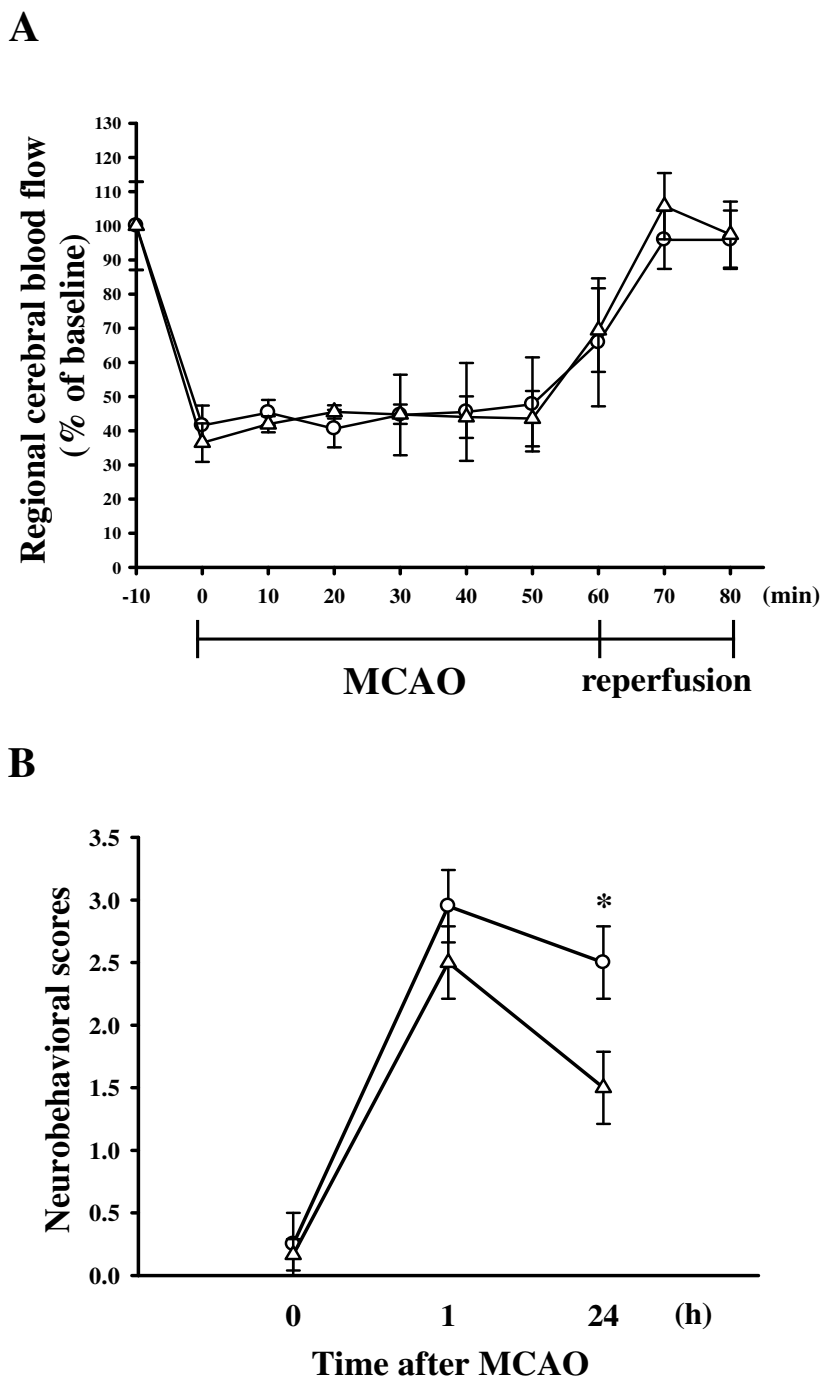 A
Regional cerebral blood flow
(% of baseline)
130
120
110
100
90
80
70
60
50
40
30
20
10
0
-10 0 10 20 30 40 50 60 70 80 (min)
MCAO reperfusion
B
Neurobehavioral scores
3.5
3.0
2.5
2.0
1.5
1.0
0.5
0.0
*
0 1 24 (h)
Time after MCAO